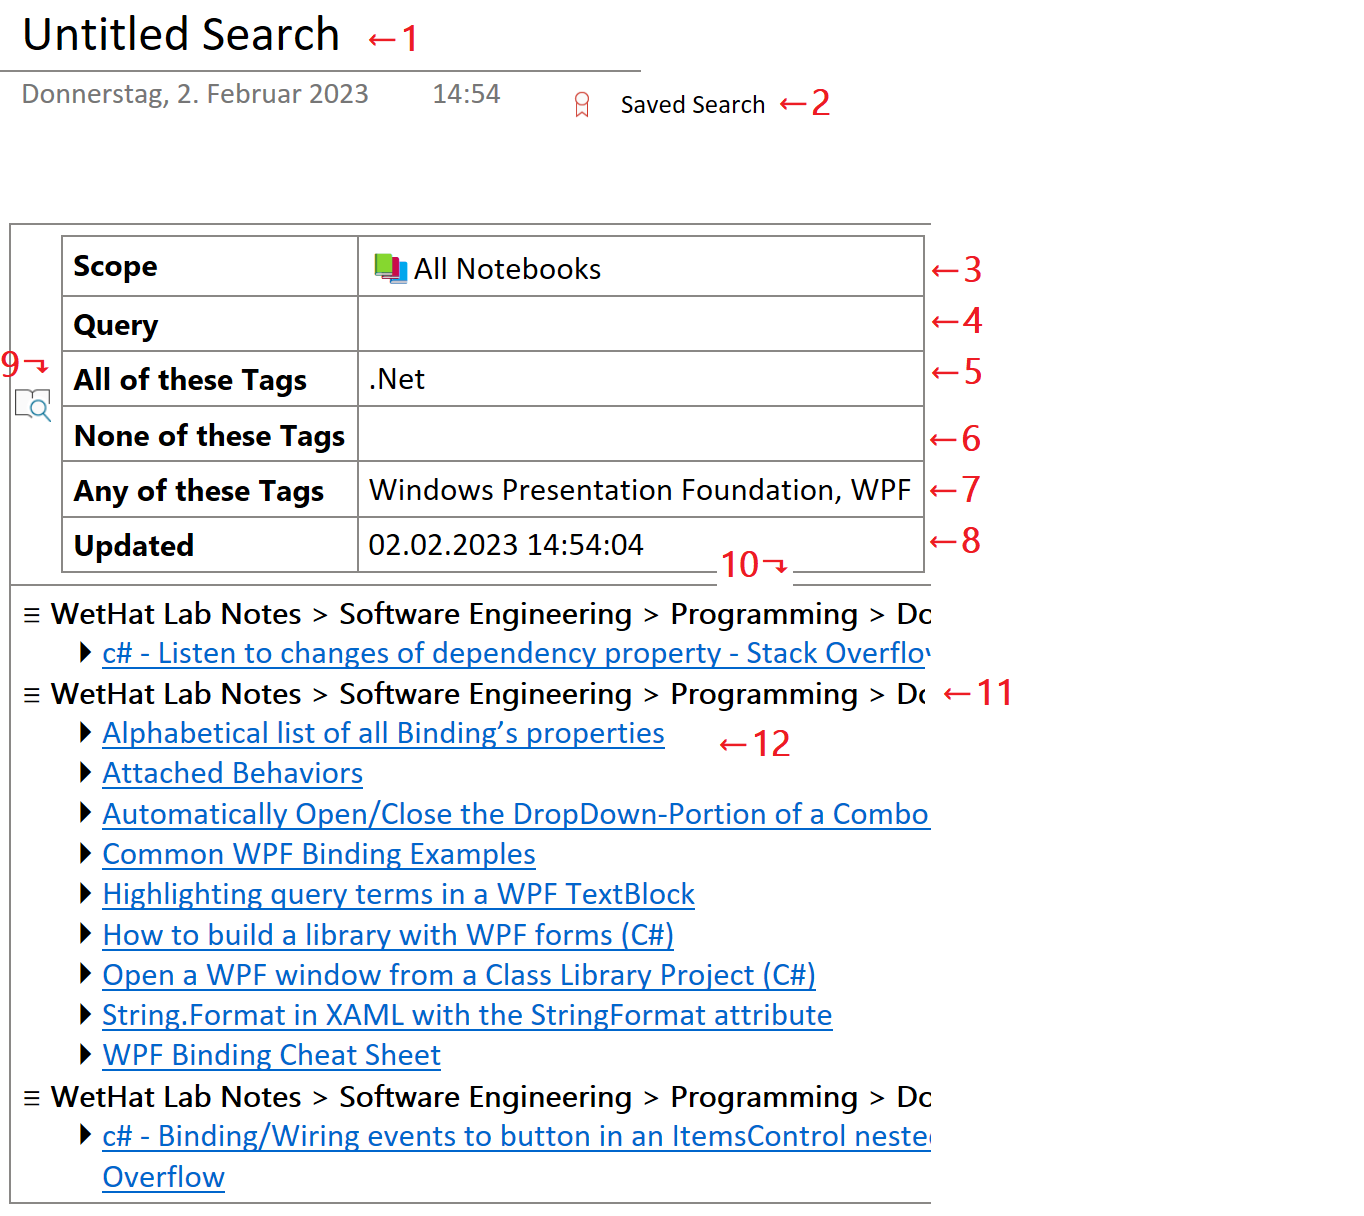 Untitled Search ←1
Donnerstag, 2. Februar 2023 14:54
Saved Search ←2
Scope All Notebooks ←3
Query ←4
9
All of these Tags .Net ←5
None of these Tags ←6
Any of these Tags Windows Presentation Foundation, WPF ←7
Updated 02.02.2023 14:54:04 ←8
10
WetHat Lab Notes > Software Engineering > Programming > Do
c# - Listen to changes of dependency property - Stack Overflo
WetHat Lab Notes > Software Engineering > Programming > Do ←11
Alphabetical list of all Binding’s properties ←12
Attached Behaviors
Automatically Open/Close the DropDown-Portion of a Combo
Common WPF Binding Examples
Highlighting query terms in a WPF TextBlock
How to build a library with WPF forms (C#)
Open a WPF window from a Class Library Project (C#)
String.Format in XAML with the StringFormat attribute
WPF Binding Cheat Sheet
WetHat Lab Notes > Software Engineering > Programming > Do
c# - Binding/Wiring events to button in an ItemsControl nested
Overflow